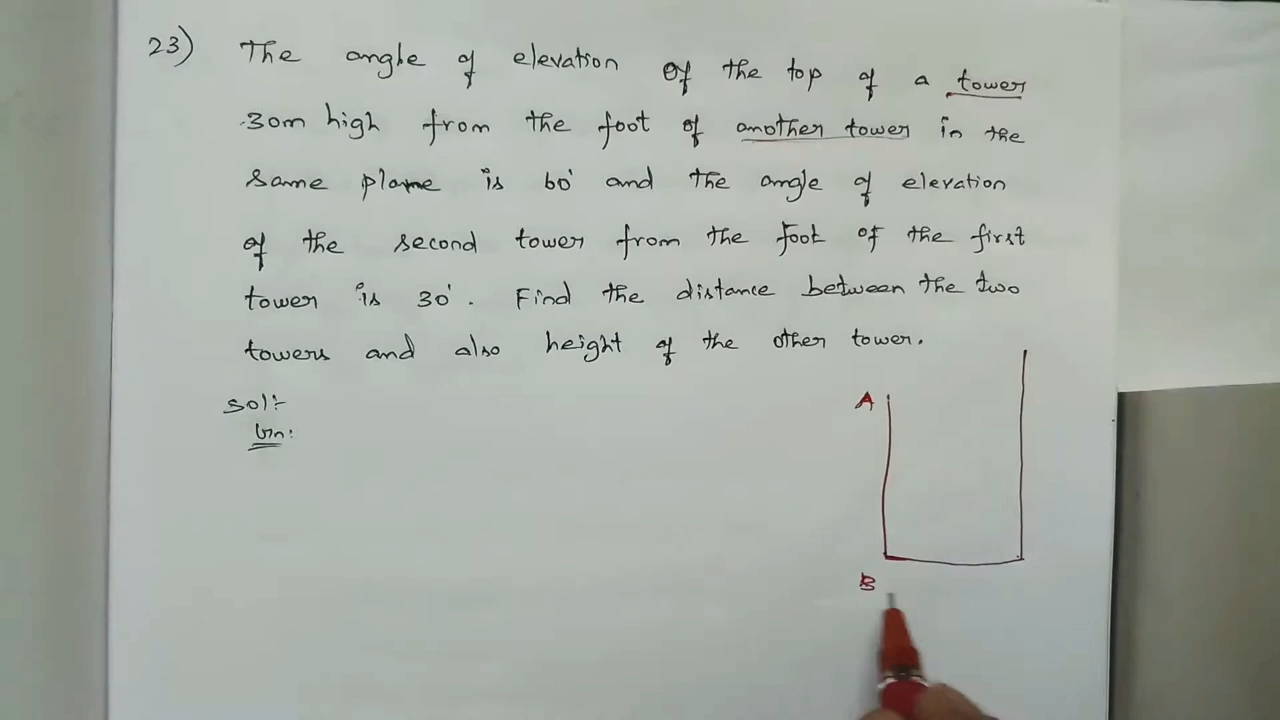 23) The angle of elevation of the top of a tower
30m high from the foot of another tower in the
same plane is 60° and the angle of elevation
of the second tower from the foot of the first
tower is 30°. Find the distance between the two
towers and also height of the other tower.
Sol:-
Gn:
A
B